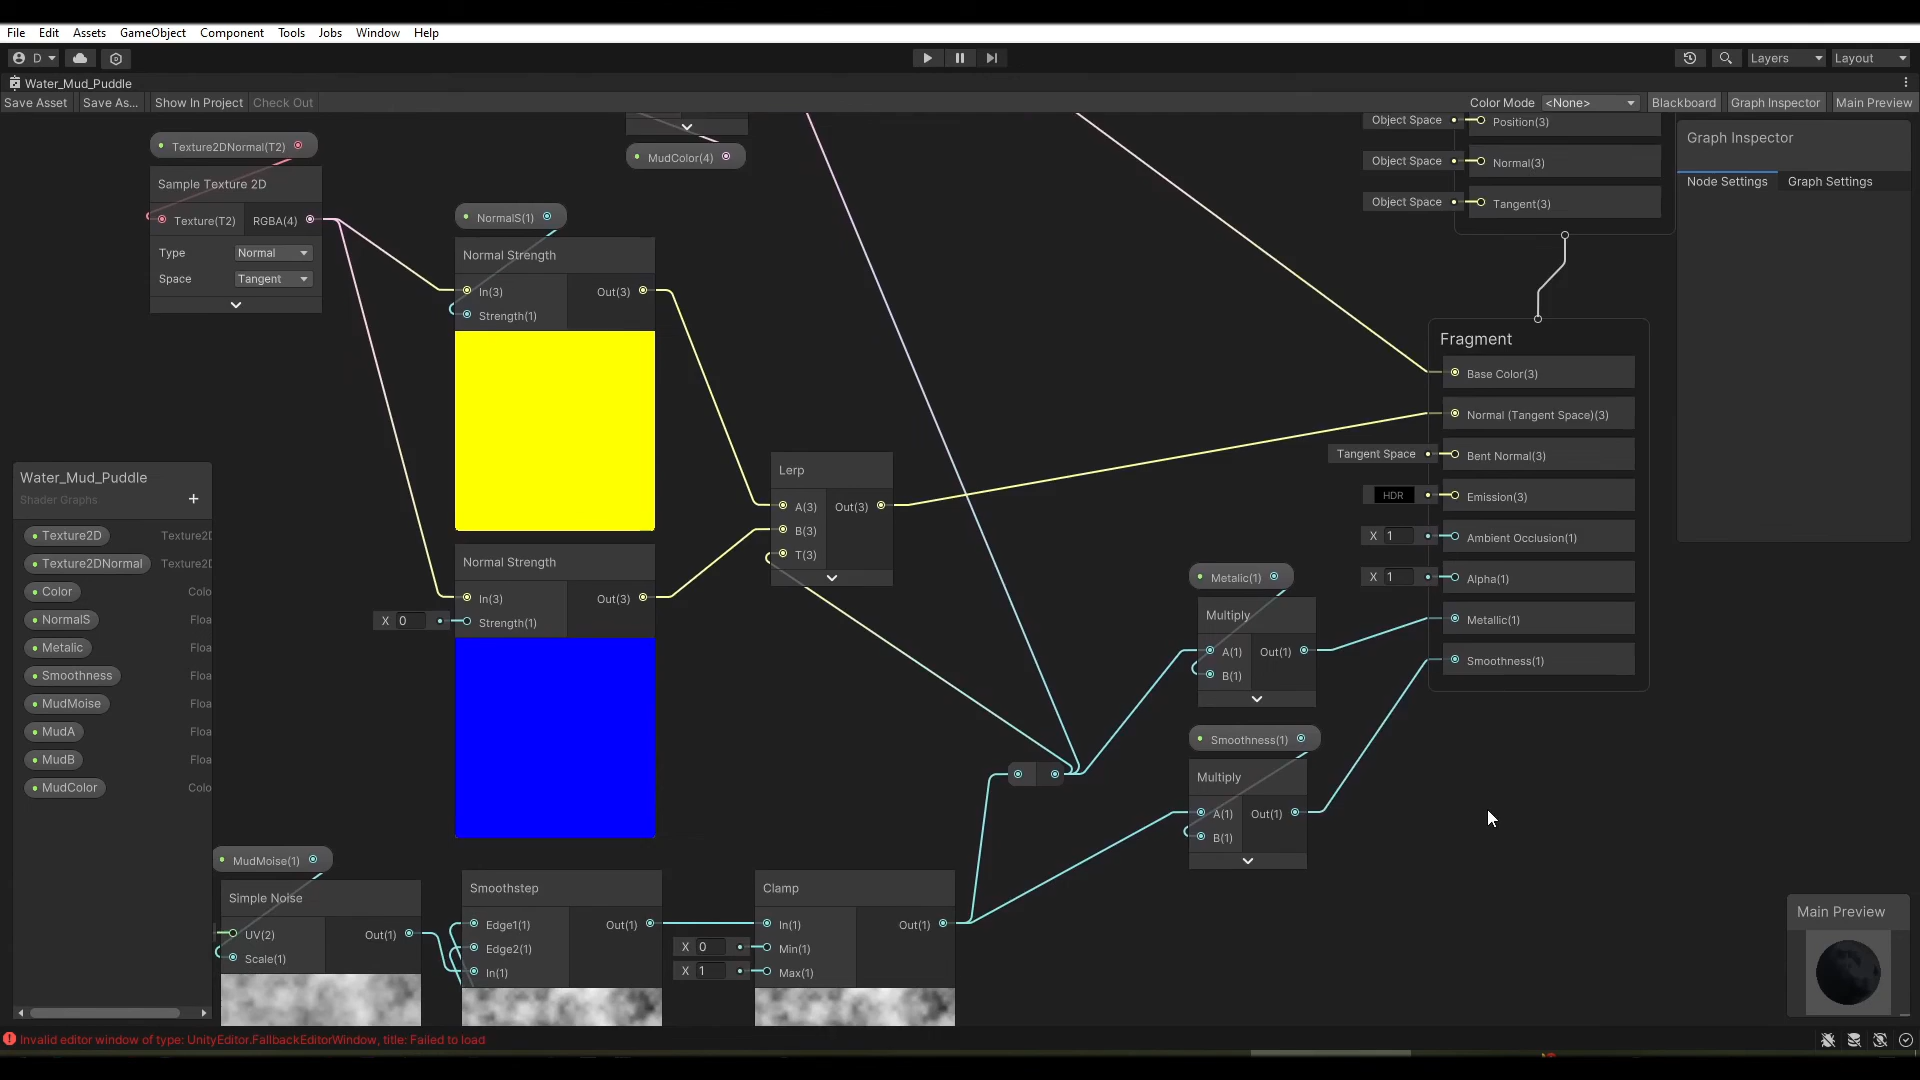 File Edit Assets GameObject Component Tools Jobs Window Help
D Layers Layout
Water_Mud_Puddle
Save Asset Save As... Show In Project Check Out Color Mode <None> Blackboard Graph Inspector Main Preview
Object Space Position(3)
Object Space Normal(3)
Object Space Tangent(3)
Graph Inspector
Node Settings Graph Settings
Texture2DNormal(T2)
Sample Texture 2D
Texture(T2) RGBA(4)
Type Normal
Space Tangent
MudColor(4)
NormalS(1)
Normal Strength
In(3) Out(3)
Strength(1)
Normal Strength
In(3) Out(3)
X 0 Strength(1)
Lerp
A(3) Out(3)
B(3)
T(3)
Fragment
Base Color(3)
Normal (Tangent Space)(3)
Tangent Space Bent Normal(3)
HDR Emission(3)
X 1 Ambient Occlusion(1)
X 1 Alpha(1)
Metallic(1)
Smoothness(1)
Metalic(1)
Multiply
A(1) Out(1)
B(1)
Smoothness(1)
Multiply
A(1) Out(1)
B(1)
Water_Mud_Puddle
Shader Graphs
Texture2D Texture2D
Texture2DNormal Texture2D
Color Colo
NormalS Floa
Metalic Floa
Smoothness Floa
MudMoise Floa
MudA Floa
MudB Floa
MudColor Colo
MudMoise(1)
Simple Noise
UV(2) Out(1)
Scale(1)
Smoothstep
Edge1(1) Out(1)
Edge2(1)
In(1)
Clamp
In(1) Out(1)
X 0 Min(1)
X 1 Max(1)
Main Preview
Invalid editor window of type: UnityEditor.FallbackEditorWindow, title: Failed to load